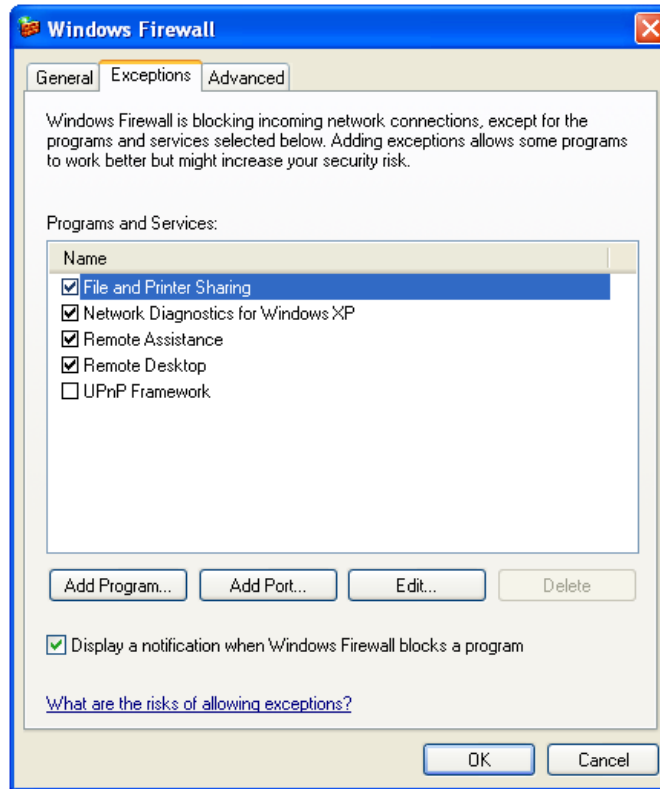 Windows Firewall
General Exceptions Advanced
Windows Firewall is blocking incoming network connections, except for the
programs and services selected below. Adding exceptions allows some programs
to work better but might increase your security risk.
Programs and Services:
Name
File and Printer Sharing
Network Diagnostics for Windows XP
Remote Assistance
Remote Desktop
UPnP Framework
Add Program... Add Port... Edit... Delete
Display a notification when Windows Firewall blocks a program
What are the risks of allowing exceptions?
OK Cancel